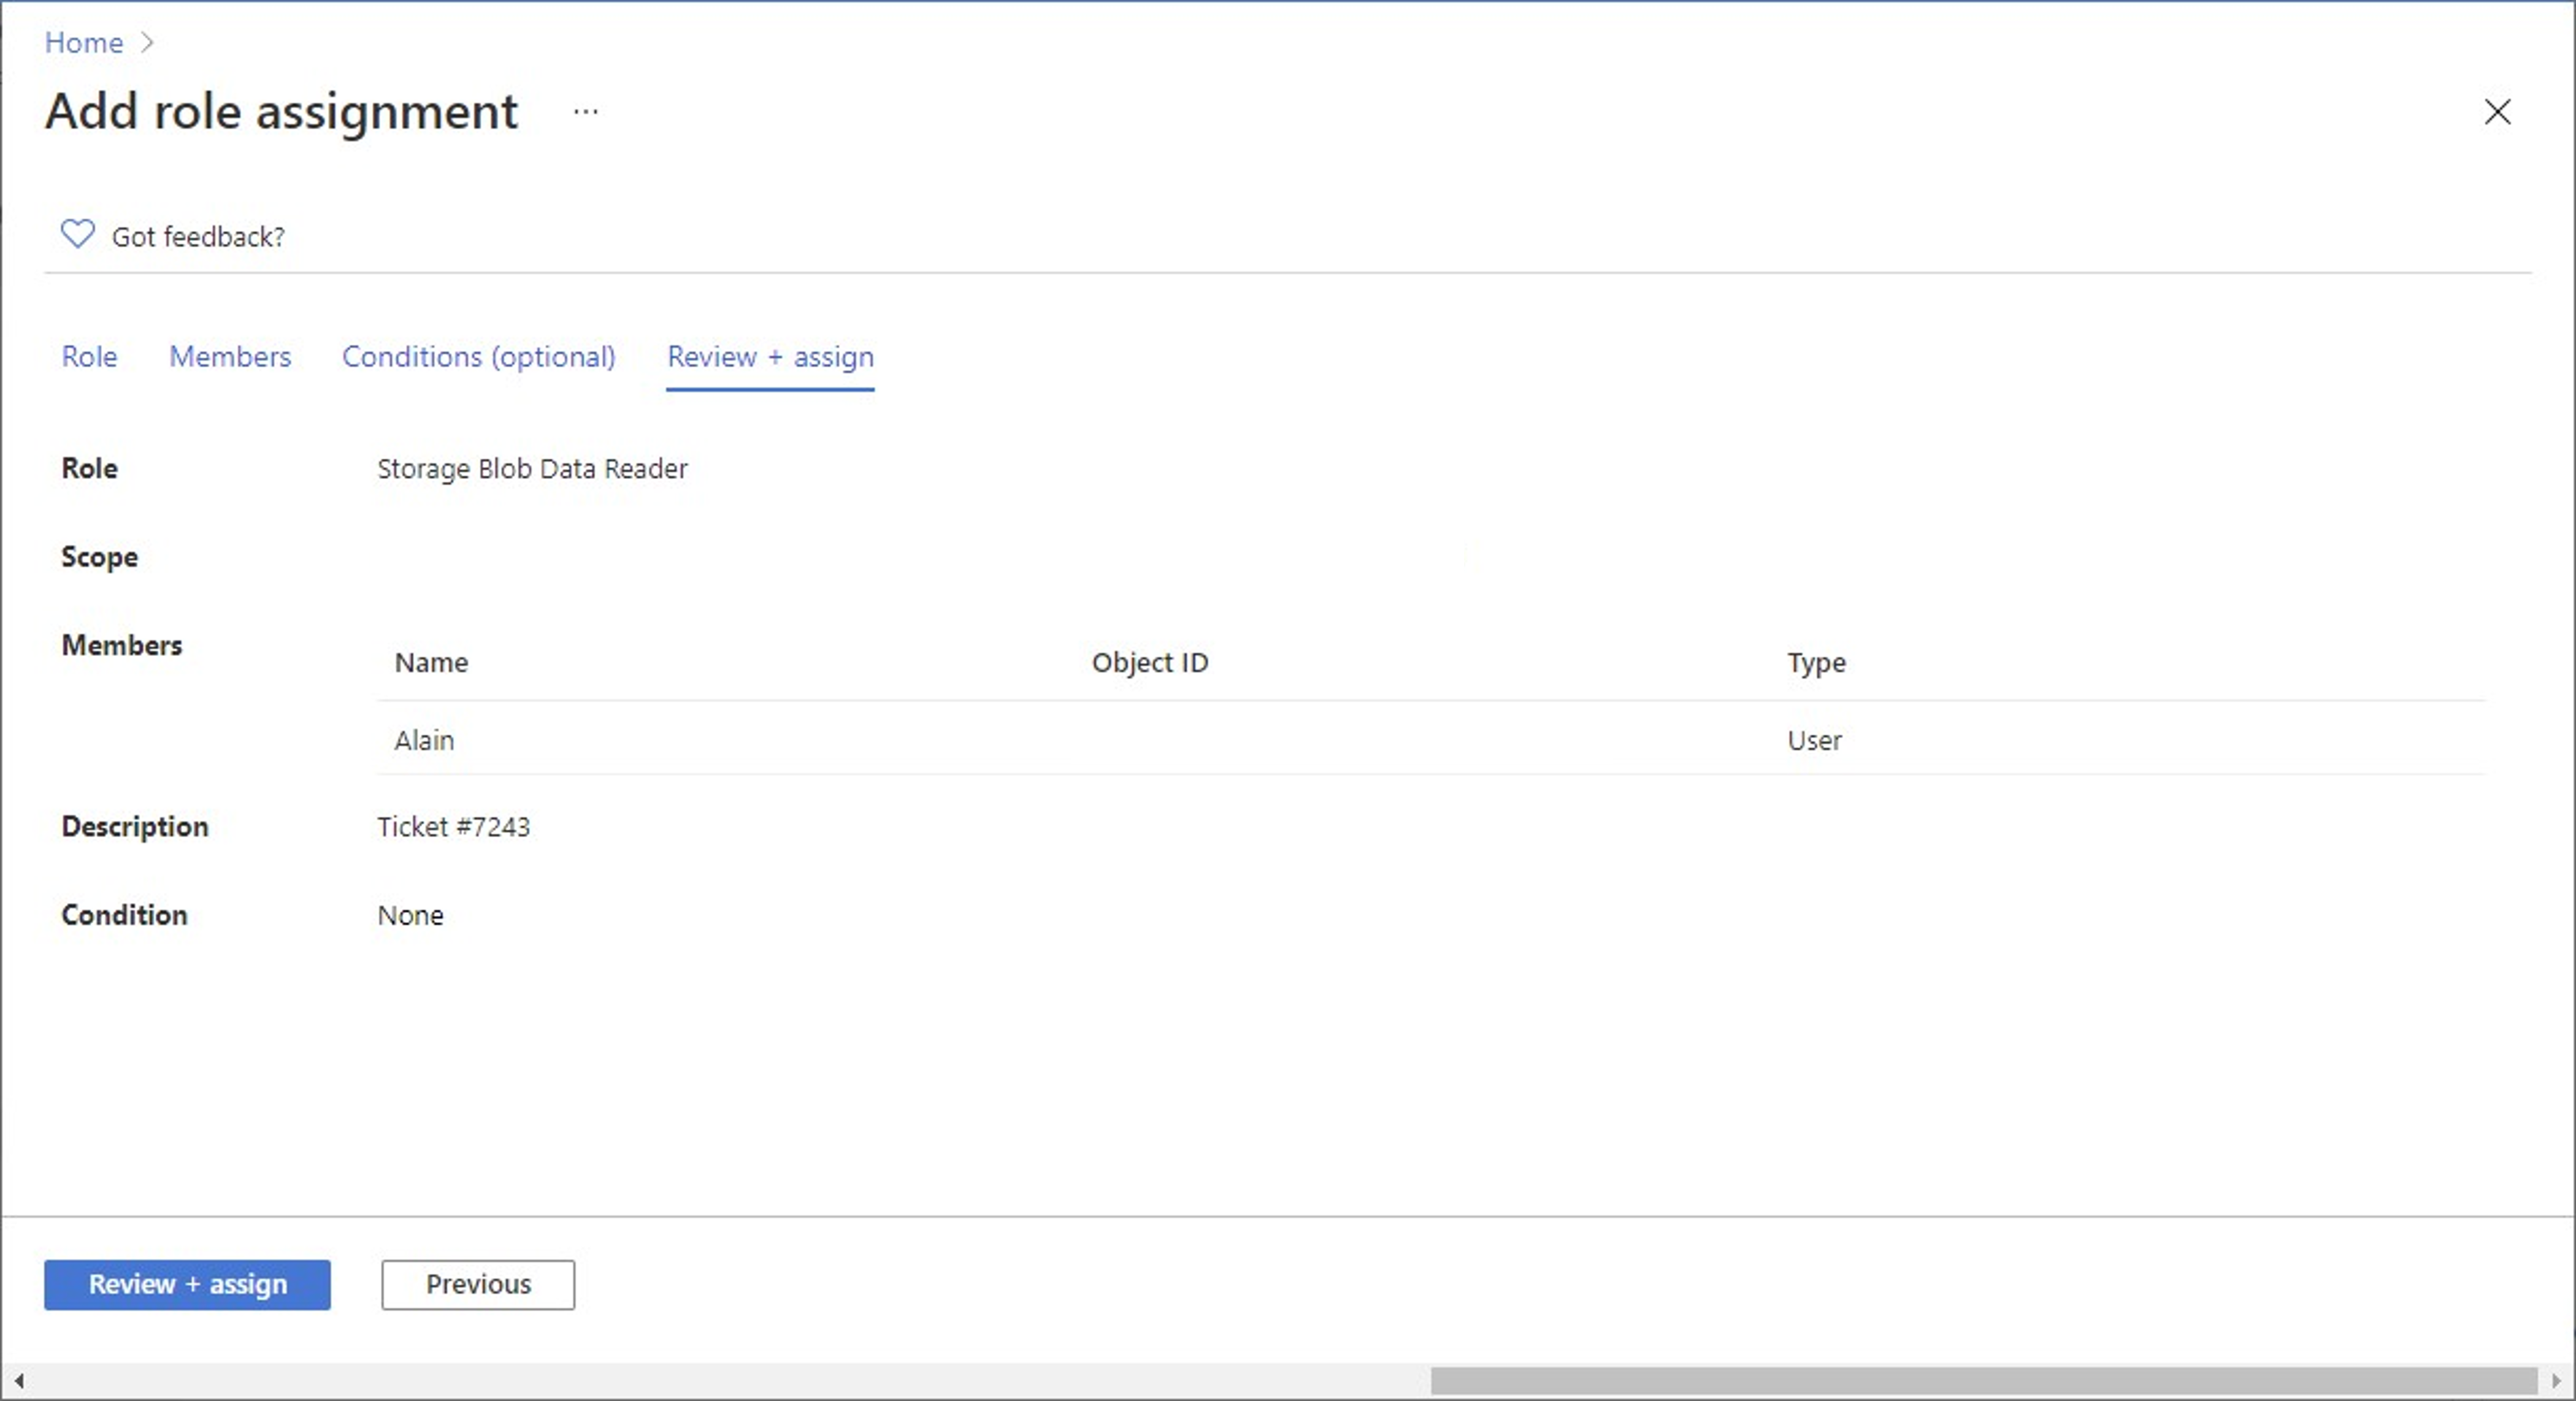 Home >
Add role assignment ...
Got feedback?
Role Members Conditions (optional) Review + assign
Role Storage Blob Data Reader
Scope
Members Name Object ID Type
Alain User
Description Ticket #7243
Condition None
Review + assign Previous